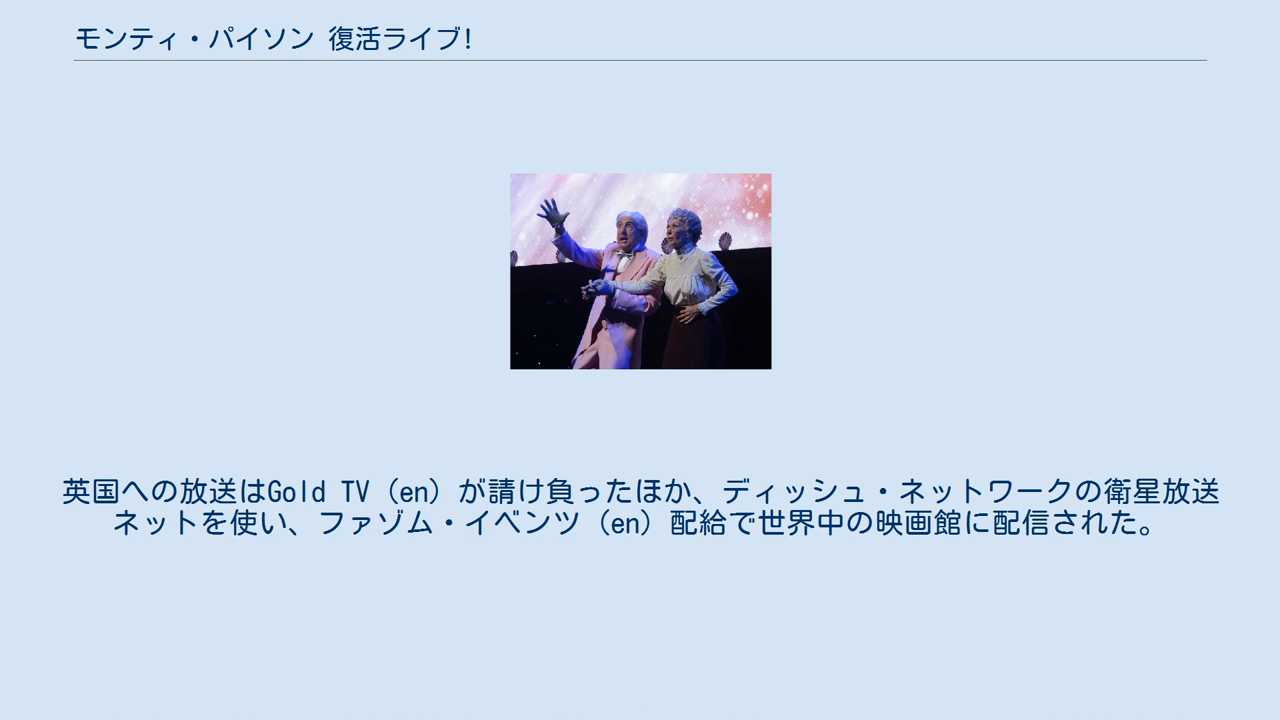 モンティ・パイソン 復活ライブ!
英国への放送はGold TV（en）が請け負ったほか、ディッシュ・ネットワークの衛星放送
ネットを使い、ファゾム・イベンツ（en）配給で世界中の映画館に配信された。